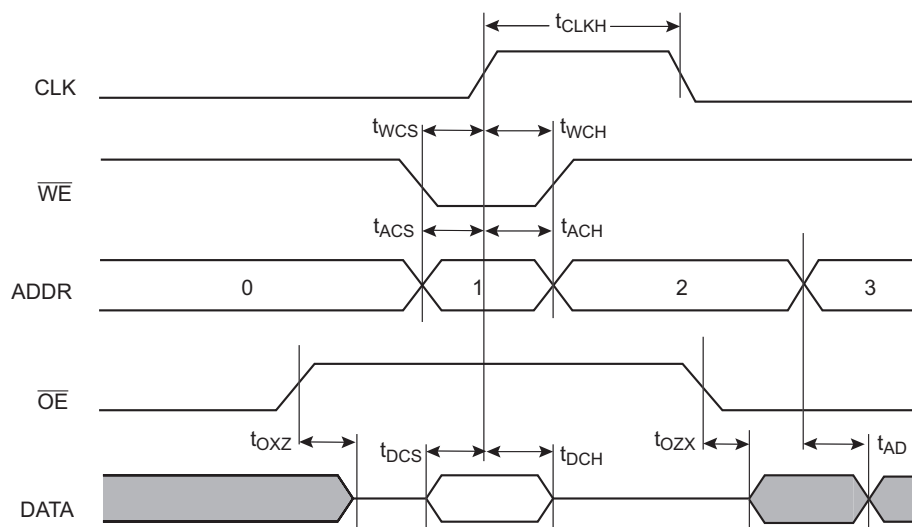 tCLKH
CLK
tWCS tWCH
WE
tACS tACH
ADDR 0 1 2 3
OE
tOXZ tDCS tDCH tOZX tAD
DATA